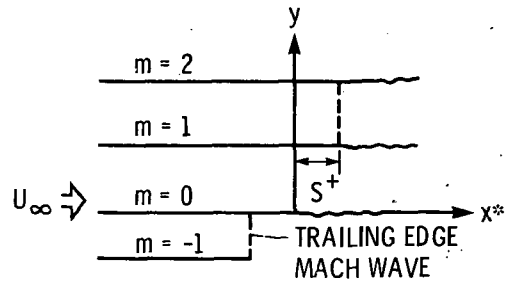 y
m = 2
m = 1
S+
U∞
m = 0
x*
m = -1
TRAILING EDGE
MACH WAVE